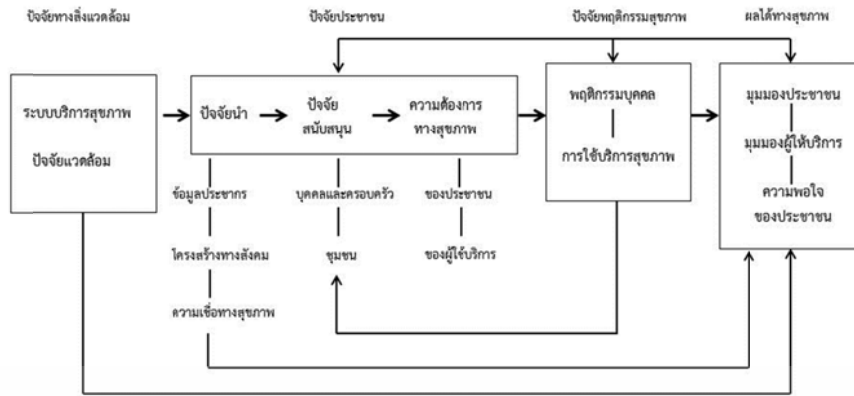 ปัจจัยทางสิ่งแวดล้อม
ปัจจัยประชาชน
ปัจจัยพฤติกรรมสุขภาพ
ผลได้ทางสุขภาพ
ระบบบริการสุขภาพ
ปัจจัยแวดล้อม
ปัจจัยนำ
ปัจจัย
สนับสนุน
ความต้องการ
ทางสุขภาพ
พฤติกรรมบุคคล
การใช้บริการสุขภาพ
มุมมองประชาชน
มุมมองผู้ให้บริการ
ความพอใจ
ของประชาชน
ข้อมูลประชากร
โครงสร้างทางสังคม
ความเชื่อทางสุขภาพ
บุคคลและครอบครัว
ชุมชน
ของประชาชน
ของผู้ใช้บริการ